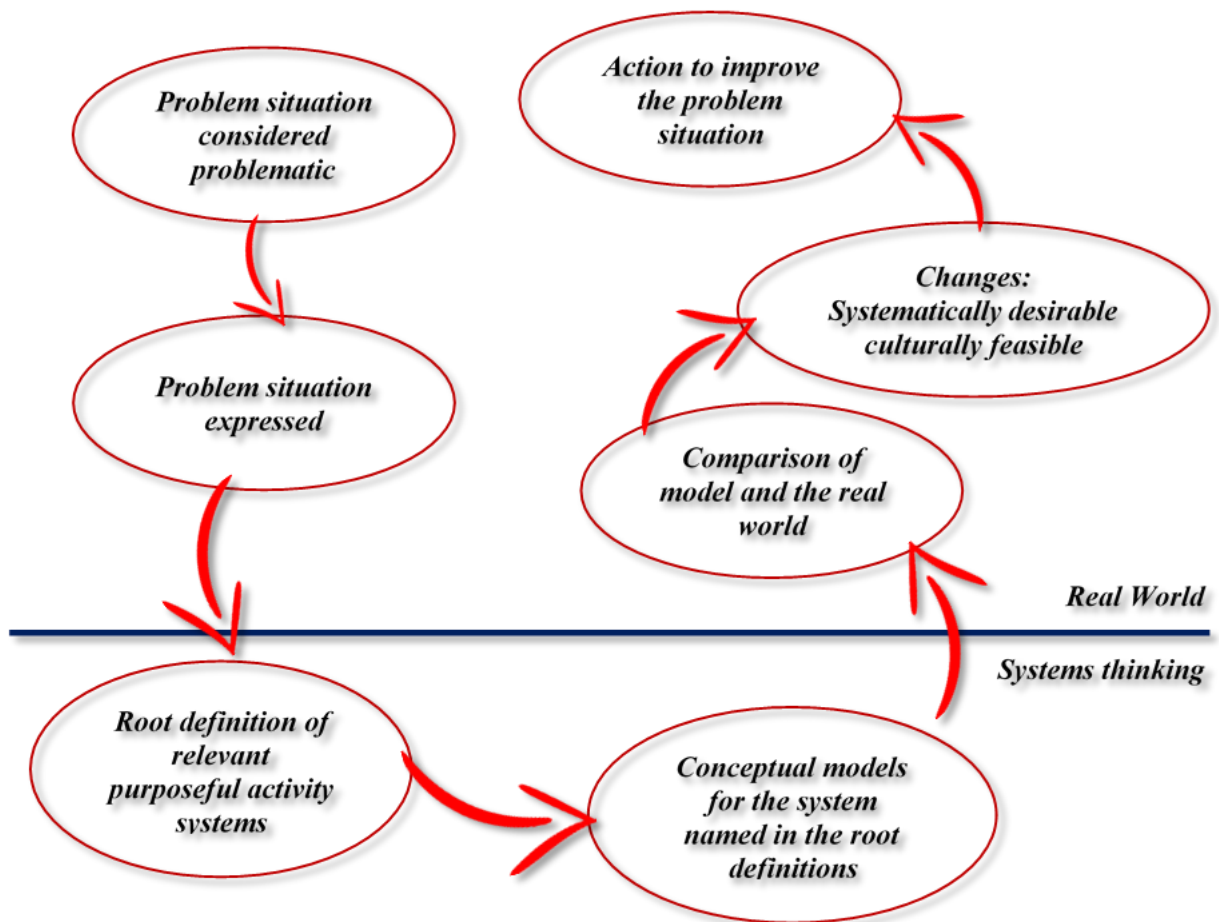 Problem situation
considered
problematic
Problem situation
expressed
Root definition of
relevant
purposeful activity
systems
Conceptual models
for the system
named in the root
definitions
Comparison of
model and the real
world
Changes:
Systematically desirable
culturally feasible
Action to improve
the problem
situation
Real World
Systems thinking